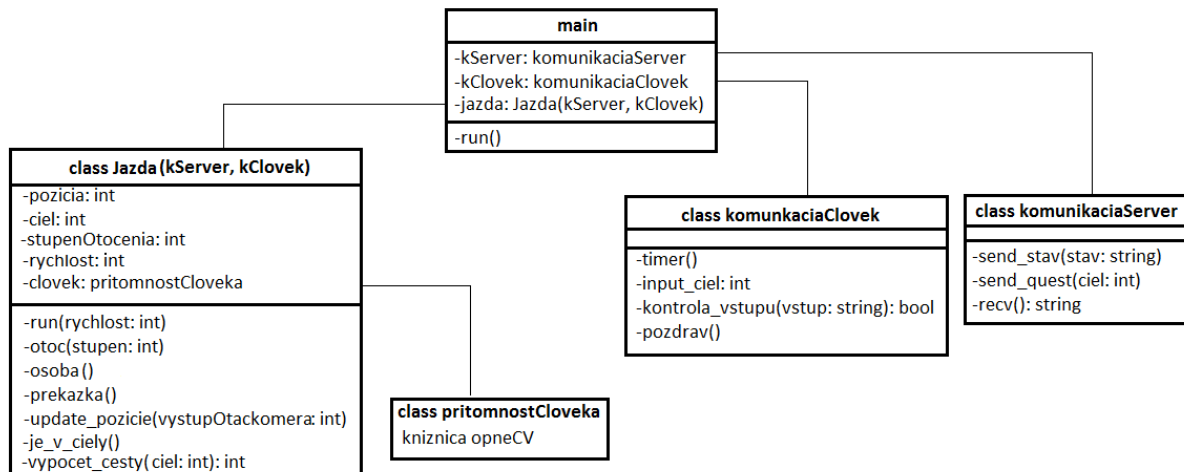 main
-kServer: komunikaciaServer
-kClovek: komunikaciaClovek
-jazda: Jazda(kServer, kClovek)
-run()
class Jazda(kServer, kClovek)
-pozicia: int
-ciel: int
-stupenOtocenia: int
-rychlost: int
-clovek: pritomnostCloveka
-run(rychlost: int)
-otoc(stupen: int)
-osoba()
-prekazka()
-update_pozicie(vystupOtackomera: int)
-je_v_ciely()
-vypocet_cesty(ciel: int): int
class pritomnostCloveka
kniznica opneCV
class komunkaciaClovek
-timer()
-input_ciel: int
-kontrola_vstupu(vstup: string): bool
-pozdrav()
class komunikaciaServer
-send_stav(stav: string)
-send_quest(ciel: int)
-recv(): string